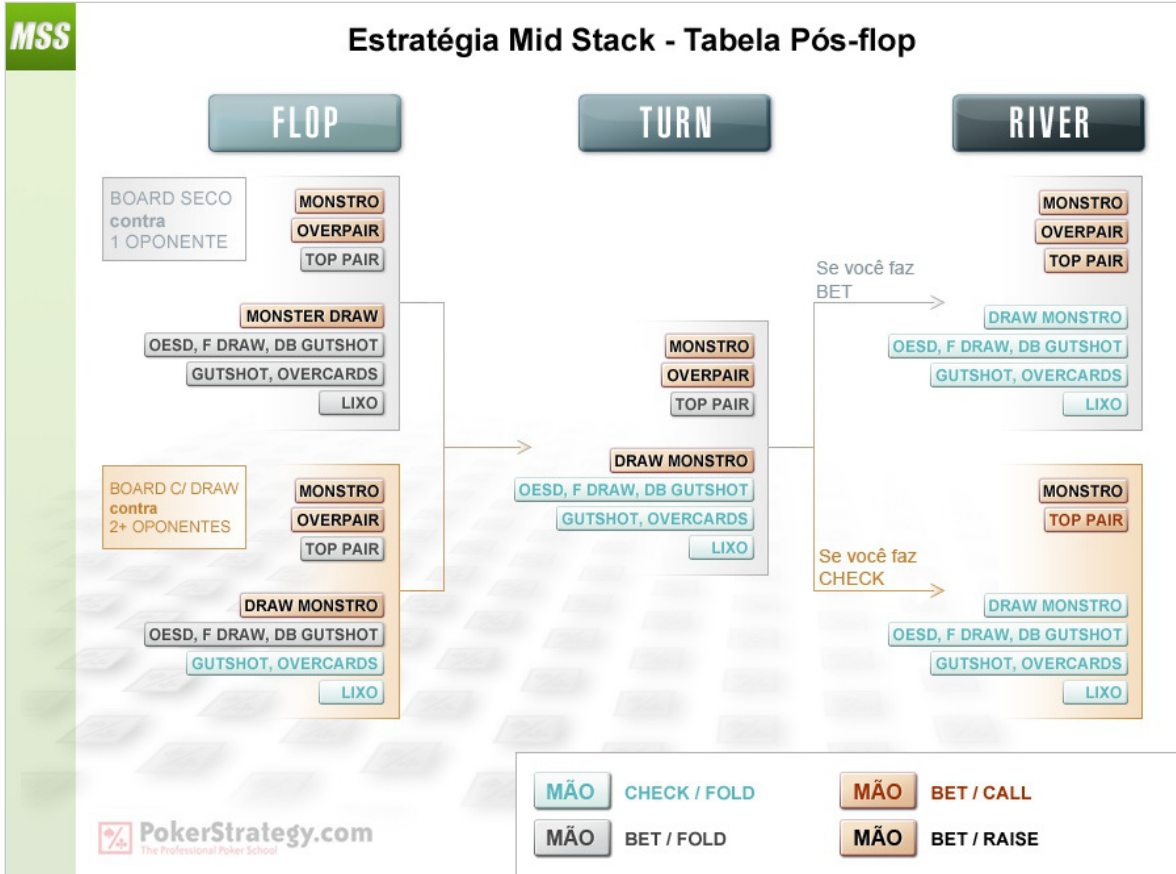 MSS
Estratégia Mid Stack - Tabela Pós-flop
FLOP
TURN
RIVER
BOARD SECO
contra
1 OPONENTE
MONSTRO
OVERPAIR
TOP PAIR
MONSTER DRAW
OESD, F DRAW, DB GUTSHOT
GUTSHOT, OVERCARDS
LIXO
BOARD C/ DRAW
contra
2+ OPONENTES
MONSTRO
OVERPAIR
TOP PAIR
DRAW MONSTRO
OESD, F DRAW, DB GUTSHOT
GUTSHOT, OVERCARDS
LIXO
MONSTRO
OVERPAIR
TOP PAIR
DRAW MONSTRO
OESD, F DRAW, DB GUTSHOT
GUTSHOT, OVERCARDS
LIXO
Se você faz
BET
MONSTRO
OVERPAIR
TOP PAIR
DRAW MONSTRO
OESD, F DRAW, DB GUTSHOT
GUTSHOT, OVERCARDS
LIXO
Se você faz
CHECK
MONSTRO
TOP PAIR
DRAW MONSTRO
OESD, F DRAW, DB GUTSHOT
GUTSHOT, OVERCARDS
LIXO
MÃO CHECK / FOLD
MÃO BET / CALL
MÃO BET / FOLD
MÃO BET / RAISE
PokerStrategy.com
The Professional Poker School